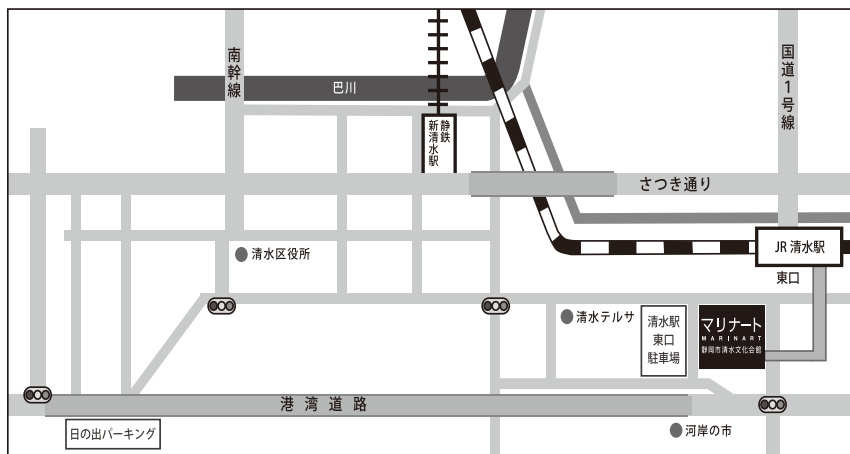 南幹線
巴川
静鉄
新清水駅
国道1号線
さつき通り
清水区役所
JR 清水駅
東口
清水テルサ
清水駅
東口
駐車場
マリナート
MARINART
静岡市清水文化会館
港湾道路
日の出パーキング
河岸の市